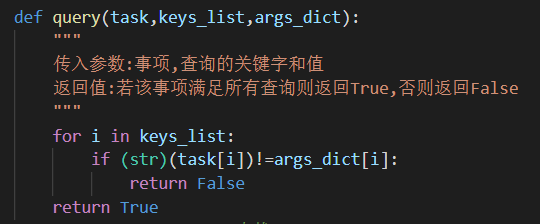 def query(task,keys_list,args_dict):
    """
    传入参数:事项,查询的关键字和值
    返回值:若该事项满足所有查询则返回True,否则返回False
    """
    for i in keys_list:
        if (str)(task[i])!=args_dict[i]:
            return False
    return True